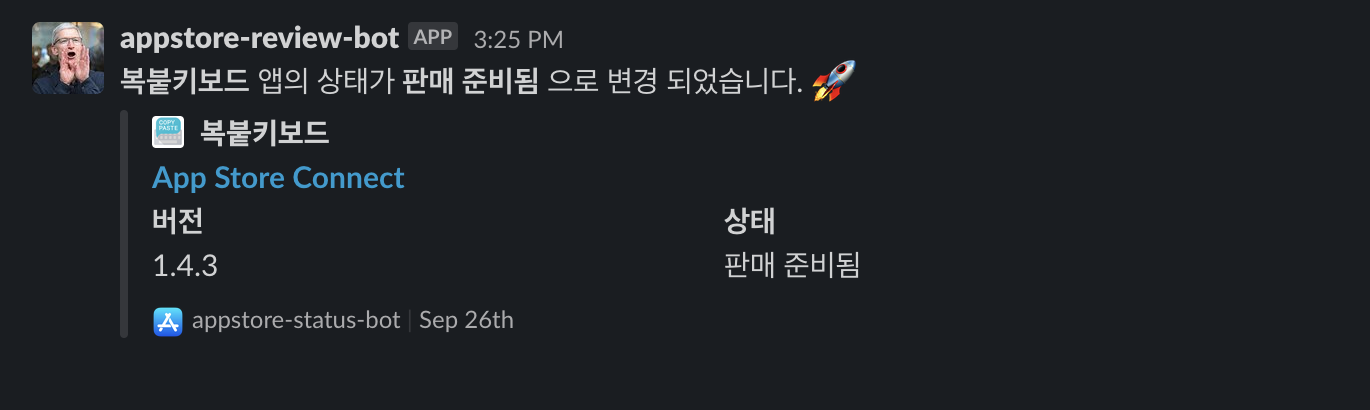 appstore-review-bot APP 3:25 PM
복붙키보드 앱의 상태가 판매 준비됨 으로 변경 되었습니다. 🚀
COPY
PASTE
복붙키보드
App Store Connect
버전 상태
1.4.3 판매 준비됨
appstore-status-bot | Sep 26th